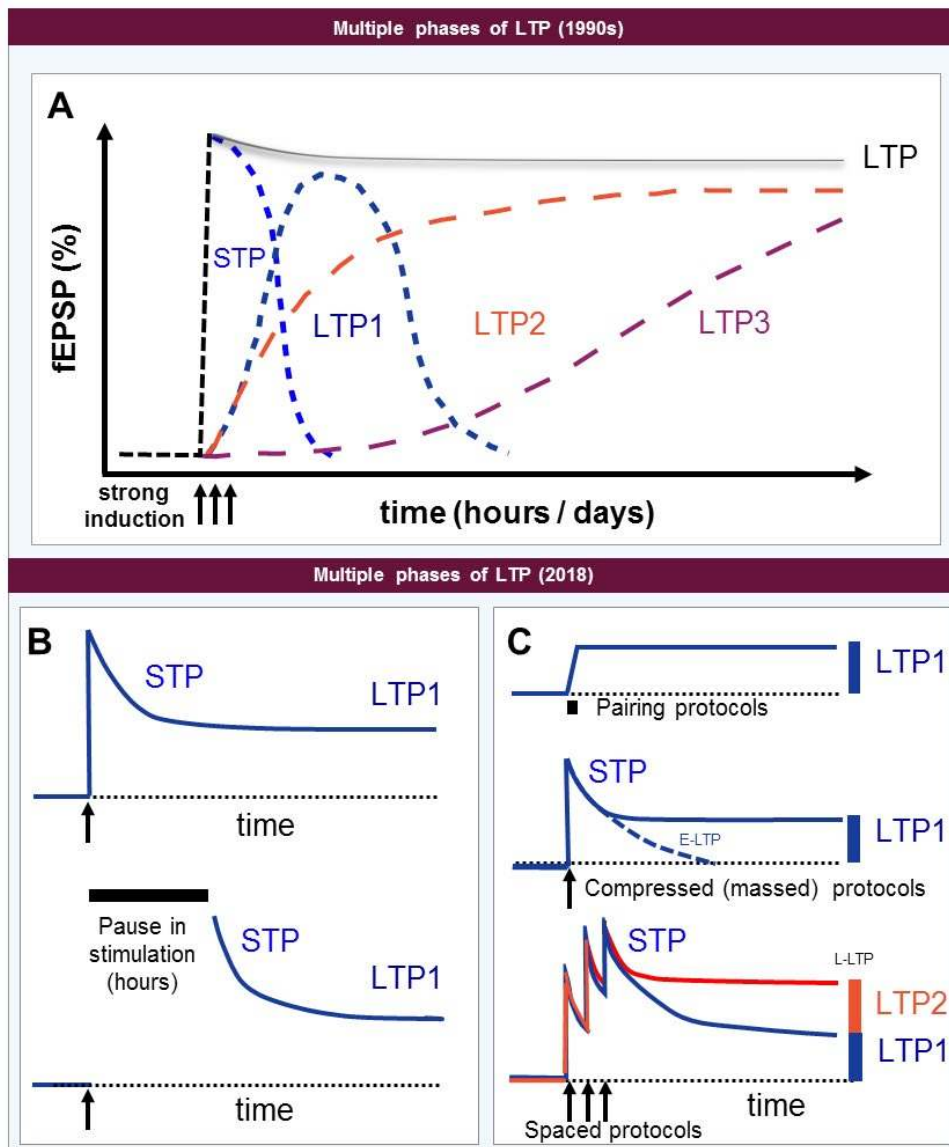 Multiple phases of LTP (1990s)
A
LTP
STP
LTP1
LTP2
LTP3
fEPSP (%)
strong
induction
time (hours / days)
Multiple phases of LTP (2018)
B
STP
LTP1
time
Pause in
stimulation
(hours)
STP
LTP1
time
C
LTP1
Pairing protocols
STP
E-LTP
LTP1
Compressed (massed) protocols
STP
L-LTP
LTP2
LTP1
time
Spaced protocols